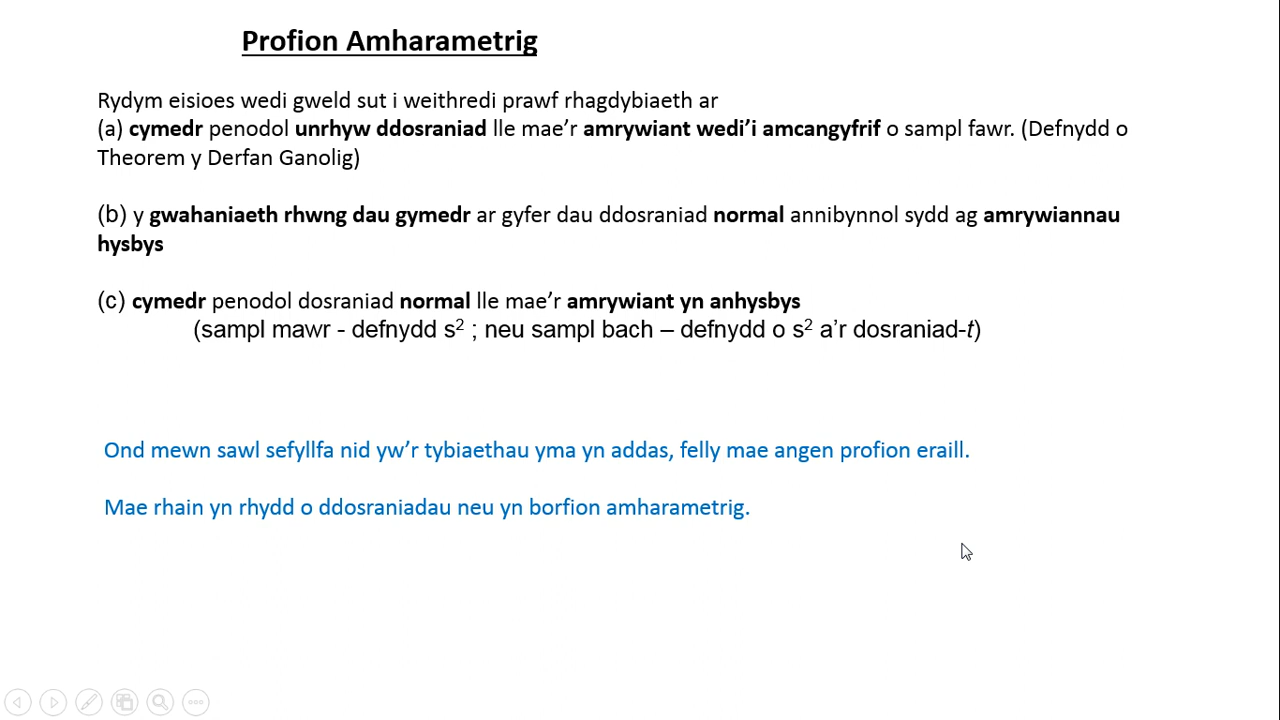 Profion Amharametrig
Rydym eisioes wedi gweld sut i weithredi prawf rhagdybiaeth ar
(a) cymedr penodol unrhyw ddosraniad lle mae’r amrywiant wedi’i amcangyfrif o sampl fawr. (Defnydd o
Theorem y Derfan Ganolig)
(b) y gwahaniaeth rhwng dau gymedr ar gyfer dau ddosraniad normal annibynnol sydd ag amrywiannau
hysbys
(c) cymedr penodol dosraniad normal lle mae’r amrywiant yn anhysbys
(sampl mawr - defnydd s² ; neu sampl bach – defnydd o s² a’r dosraniad-t)
Ond mewn sawl sefyllfa nid yw’r tybiaethau yma yn addas, felly mae angen profion eraill.
Mae rhain yn rhydd o ddosraniadau neu yn borfion amharametrig.